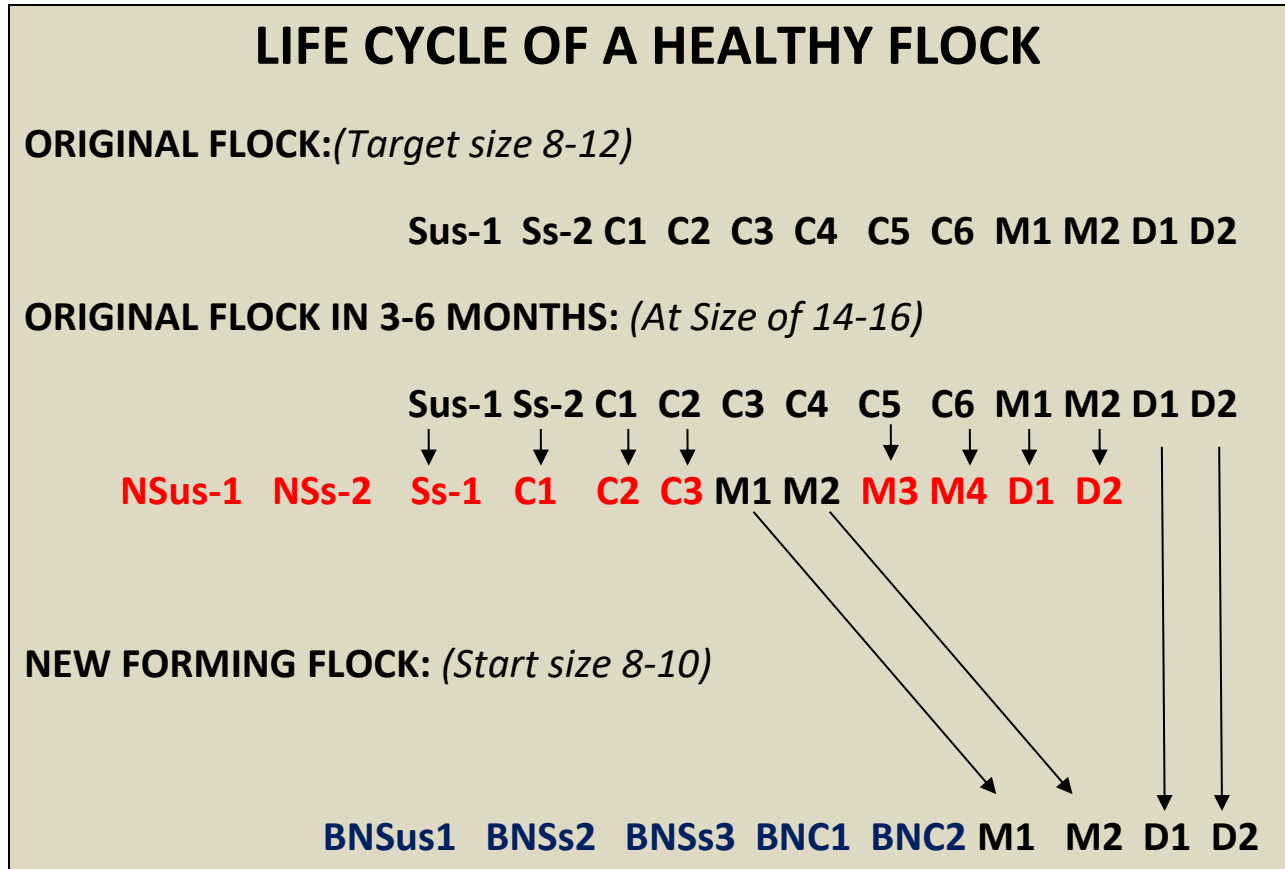 LIFE CYCLE OF A HEALTHY FLOCK
ORIGINAL FLOCK:(Target size 8-12)
Sus-1 Ss-2 C1 C2 C3 C4 C5 C6 M1 M2 D1 D2
ORIGINAL FLOCK IN 3-6 MONTHS: (At Size of 14-16)
Sus-1 Ss-2 C1 C2 C3 C4 C5 C6 M1 M2 D1 D2
NSus-1 NSs-2 Ss-1 C1 C2 C3 M1 M2 M3 M4 D1 D2
NEW FORMING FLOCK: (Start size 8-10)
BNSus1 BNSs2 BNSs3 BNC1 BNC2 M1 M2 D1 D2